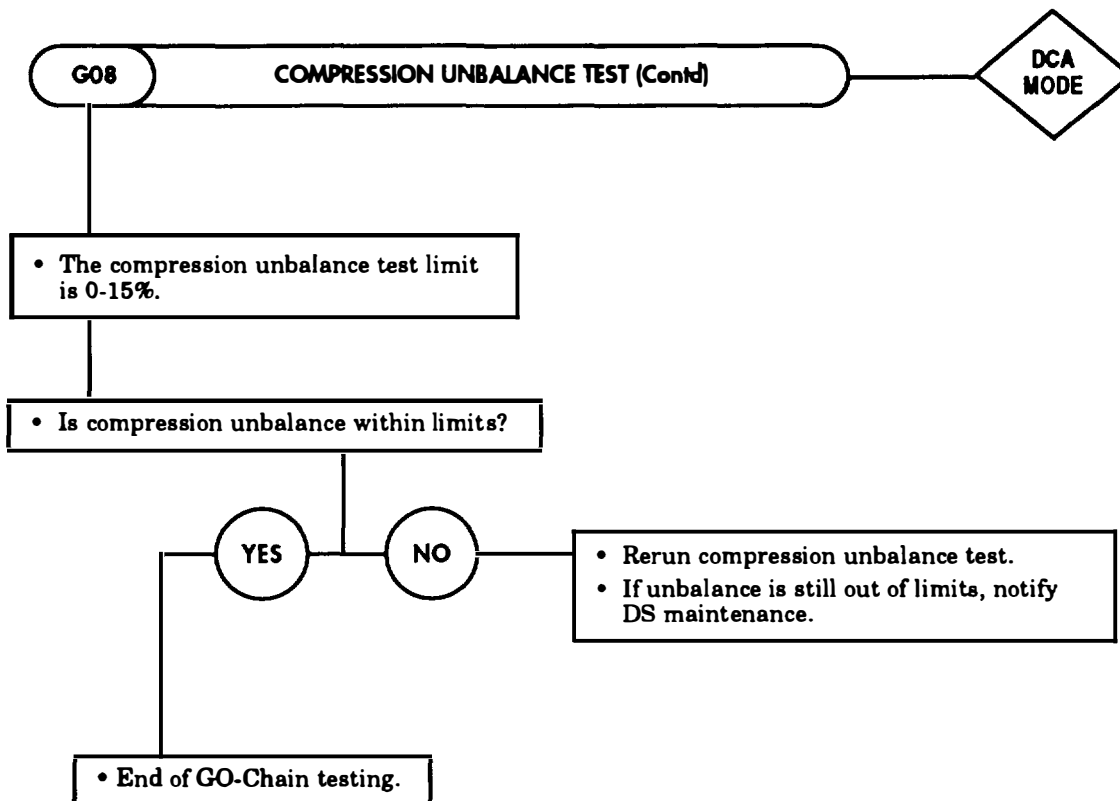 G08
COMPRESSION UNBALANCE TEST (Contd)
DCA
MODE
• The compression unbalance test limit
is 0-15%.
• Is compression unbalance within limits?
YES
NO
• Rerun compression unbalance test.
• If unbalance is still out of limits, notify
DS maintenance.
• End of GO-Chain testing.